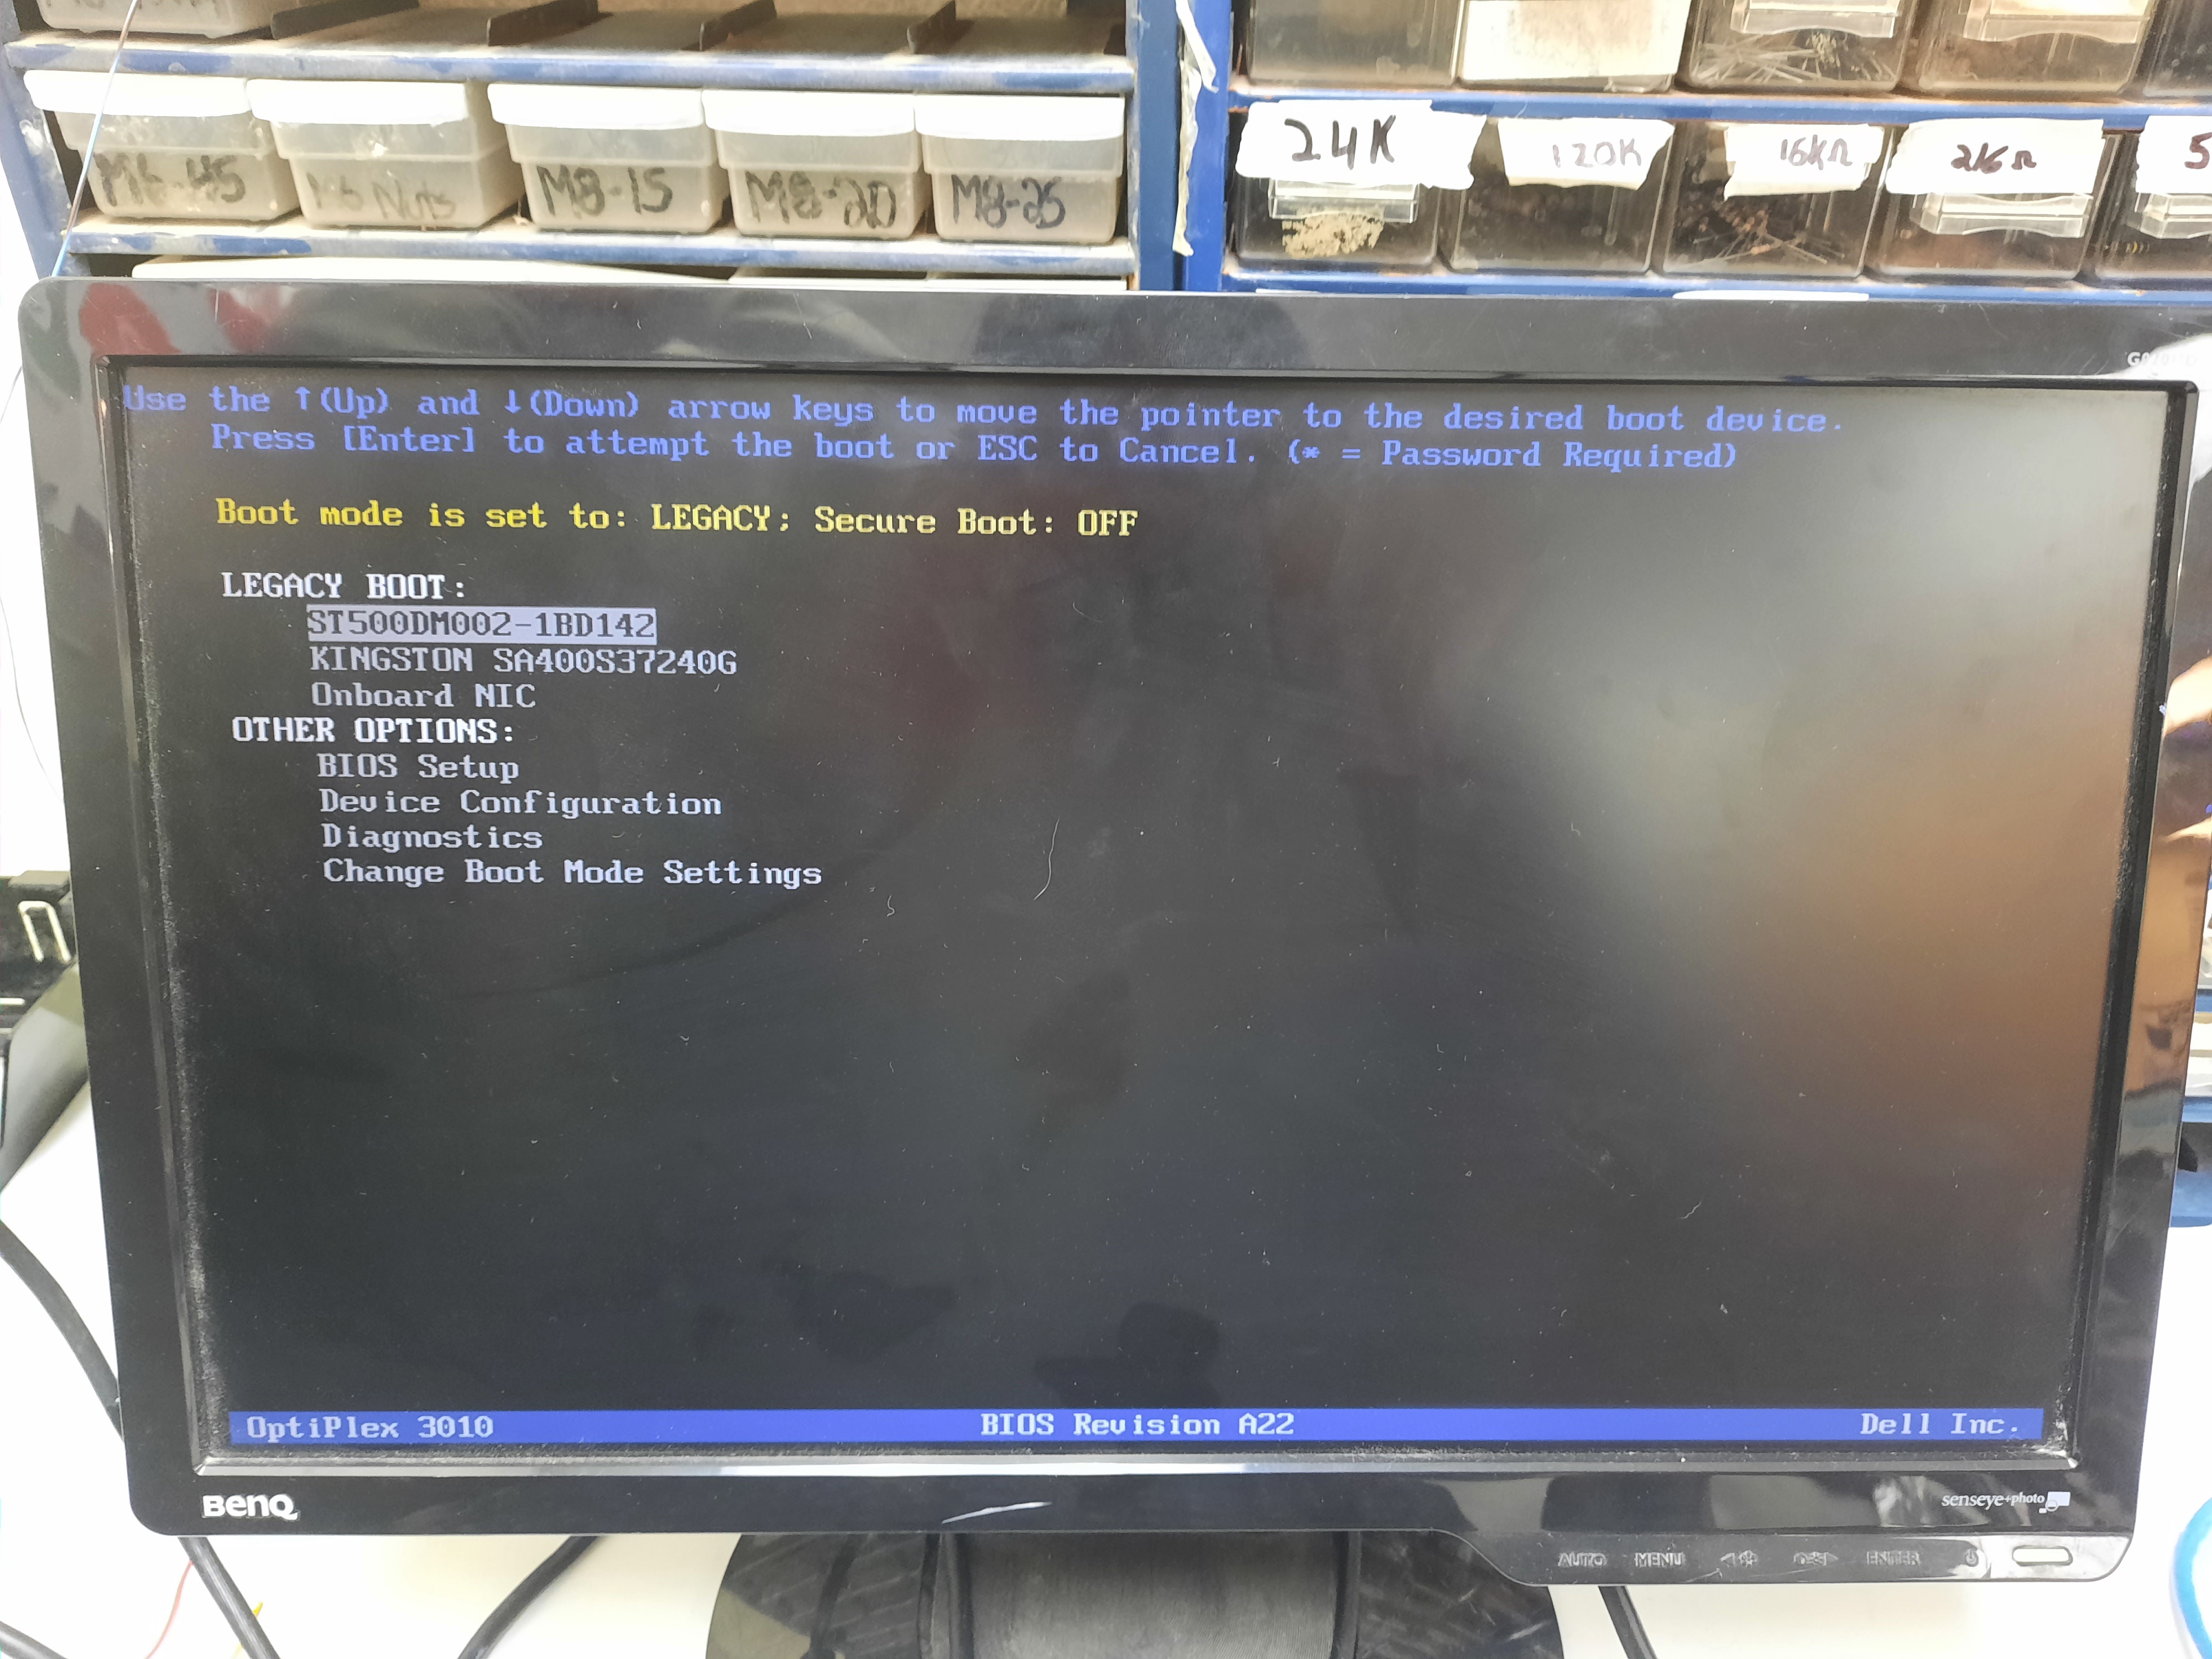 M6-45
M6 Nuts
M8-15
M8-20
M8-25
24K
120K
16KΩ
2K Ω
5
Use the ↑(Up) and ↓(Down) arrow keys to move the pointer to the desired boot device.
Press [Enter] to attempt the boot or ESC to Cancel. (* = Password Required)
Boot mode is set to: LEGACY; Secure Boot: OFF
LEGACY BOOT:
ST500DM002-1BD142
KINGSTON SA400S37240G
Onboard NIC
OTHER OPTIONS:
BIOS Setup
Device Configuration
Diagnostics
Change Boot Mode Settings
OptiPlex 3010 BIOS Revision A22 Dell Inc.
BenQ
senseye+photo
AUTO MENU ENTER